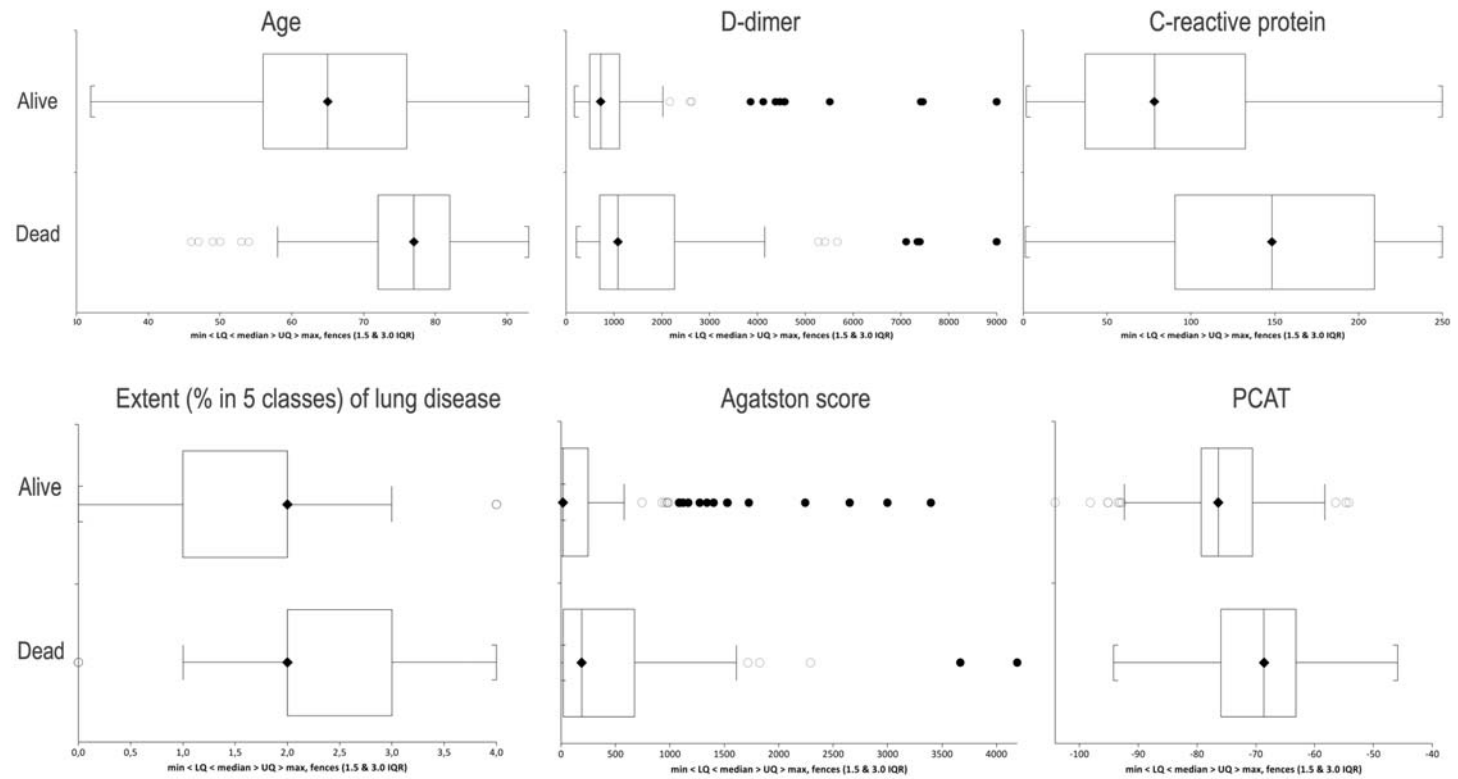 Age D-dimer C-reactive protein
Alive
Dead
30 40 50 60 70 80 90 0 1000 2000 3000 4000 5000 6000 7000 8000 9000 0 50 100 150 200 250
min < LQ < median > UQ > max, fences (1.5 & 3.0 IQR) min < LQ < median > UQ > max, fences (1.5 & 3.0 IQR) min < LQ < median > UQ > max, fences (1.5 & 3.0 IQR)
Extent (% in 5 classes) of lung disease Agatston score PCAT
Alive
Dead
0,0 0,5 1,0 1,5 2,0 2,5 3,0 3,5 4,0 0 500 1000 1500 2000 2500 3000 3500 4000 -100 -90 -80 -70 -60 -50 -40
min < LQ < median > UQ > max, fences (1.5 & 3.0 IQR) min < LQ < median > UQ > max, fences (1.5 & 3.0 IQR) min < LQ < median > UQ > max, fences (1.5 & 3.0 IQR)